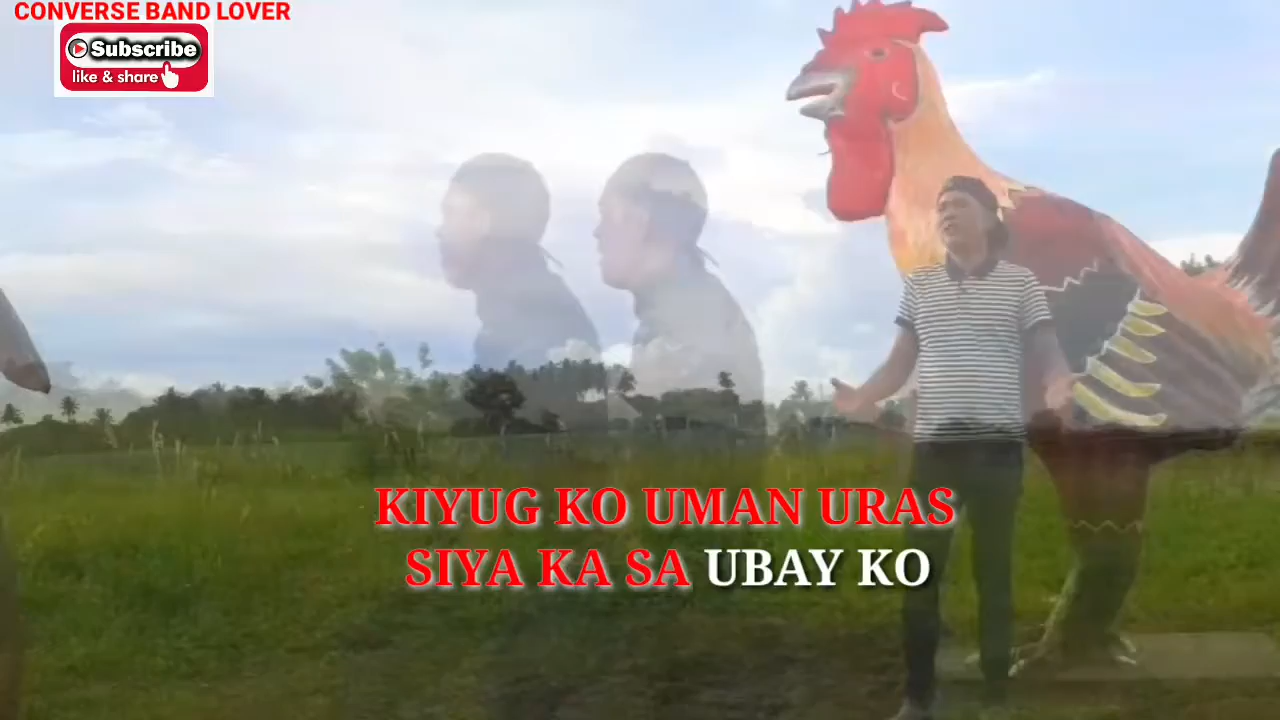 CONVERSE BAND LOVER
Subscribe
like & share
KIYUG KO UMAN URAS
SIYA KA SA UBAY KO